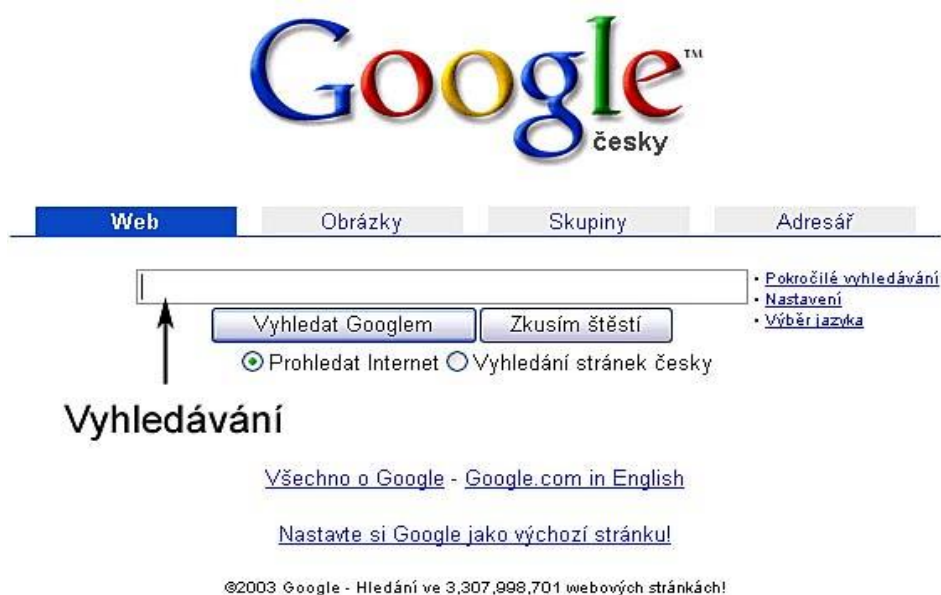 Google™
česky
Web Obrázky Skupiny Adresář
• Pokročilé vyhledávání
• Nastavení
• Výběr jazyka
Vyhledat Googlem Zkusím štěstí
Prohledat Internet Vyhledání stránek česky
Vyhledávání
Všechno o Google - Google.com in English
Nastavte si Google jako výchozí stránku!
©2003 Google - Hledání ve 3,307,998,701 webových stránkách!